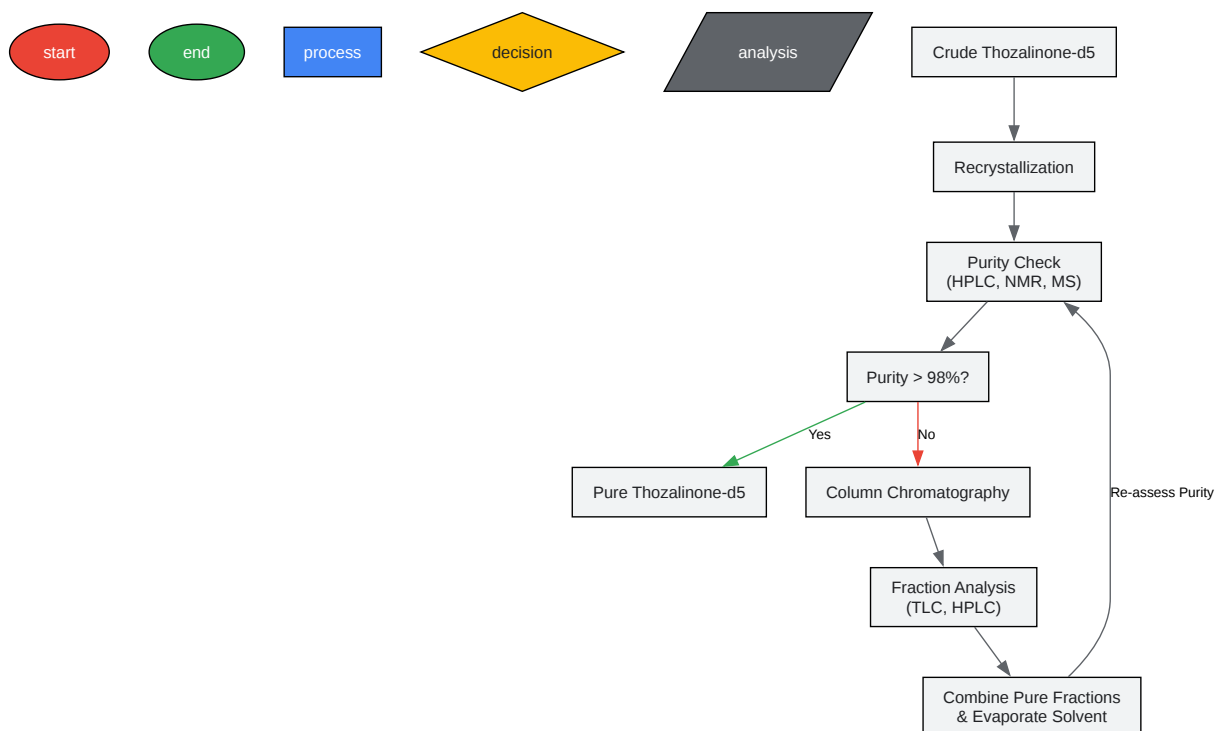 start
end
process
decision
analysis
Crude Thozalinone-d5
Recrystallization
Purity Check
(HPLC, NMR, MS)
Purity > 98%?
Yes
No
Pure Thozalinone-d5
Column Chromatography
Re-assess Purity
Fraction Analysis
(TLC, HPLC)
Combine Pure Fractions
& Evaporate Solvent